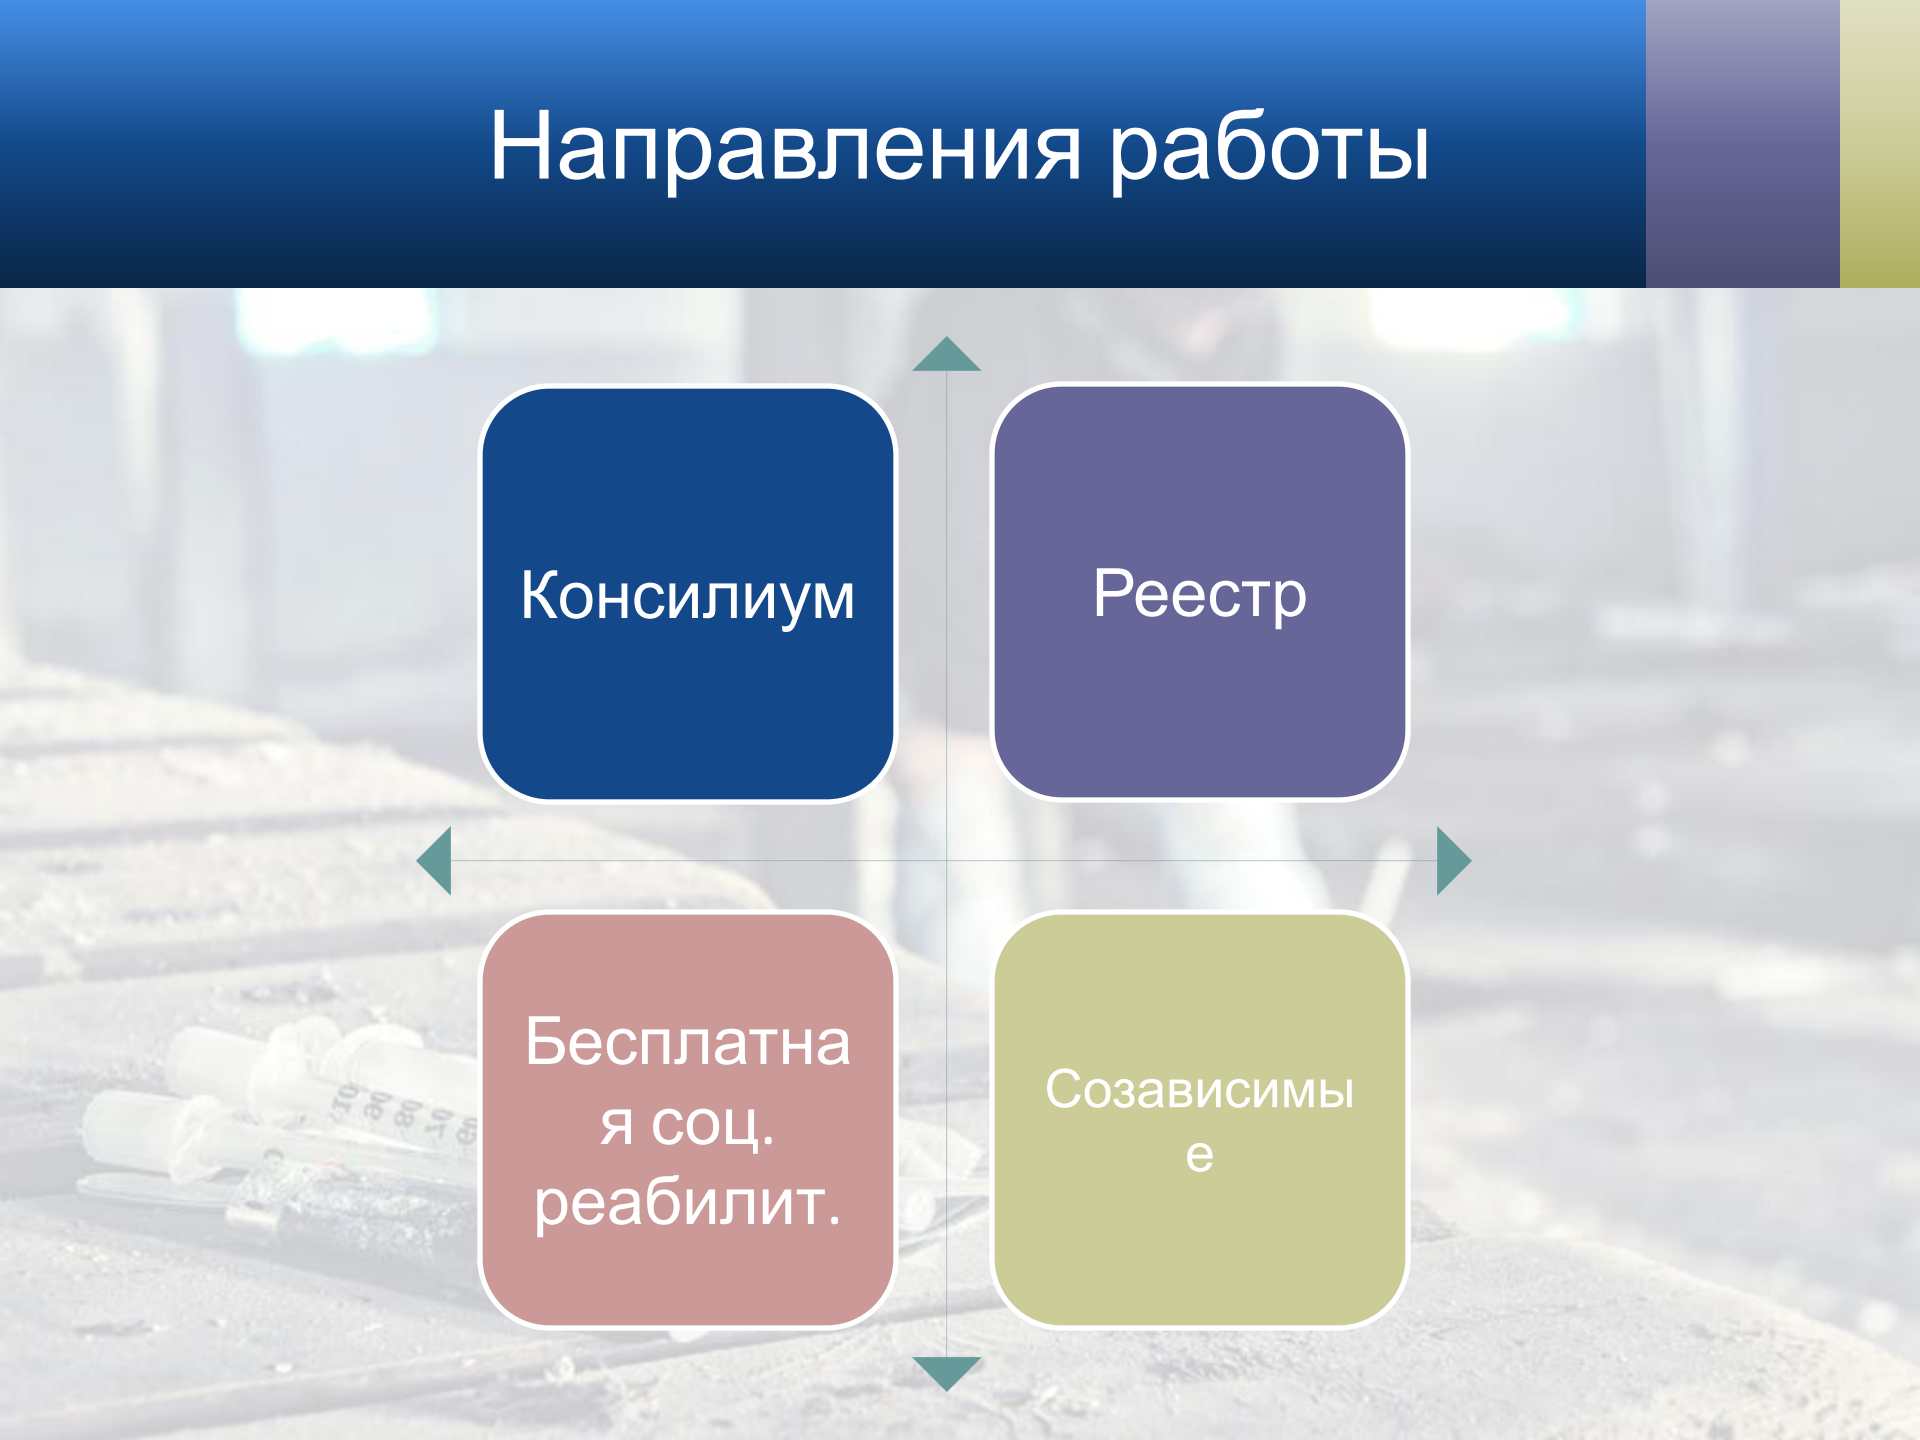 Направления работы
Консилиум
Реестр
Бесплатна
я соц.
реабилит.
Созависимы
е